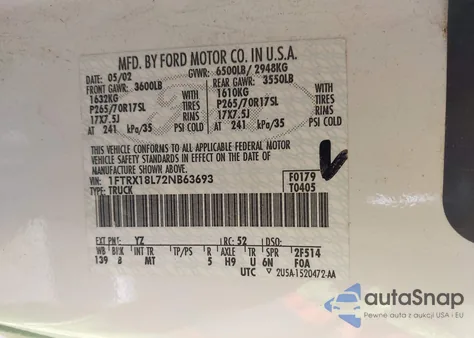 MFD. BY FORD MOTOR CO. IN U.S.A.
DATE: 05/02 GVWR: 6500LB/ 2948KG
FRONT GAWR: 3600LB REAR GAWR: 3550LB
1632KG WITH 1610KG WITH
P265/70R17SL TIRES P265/70R17SL TIRES
17X7.5J RIMS 17X7.5J RIMS
AT 241 kPa/35 PSI COLD AT 241 kPa/35 PSI COLD
THIS VEHICLE CONFORMS TO ALL APPLICABLE FEDERAL MOTOR
VEHICLE SAFETY STANDARDS IN EFFECT ON THE DATE OF
MANUFACTURE SHOWN ABOVE.
VIN: 1FTRX18L72NB63693 F0179
TYPE: TRUCK T0405
EXT PNT: YZ RC: 52 DSO:
WB BRK INT TR TP/PS R AXLE TR SPR 2F514
139 B MT 5 H9 U 6N F0A
UTC ▽ 2U5A-1520472-AA
autoSnap
Pewne auta z aukcji USA i EU